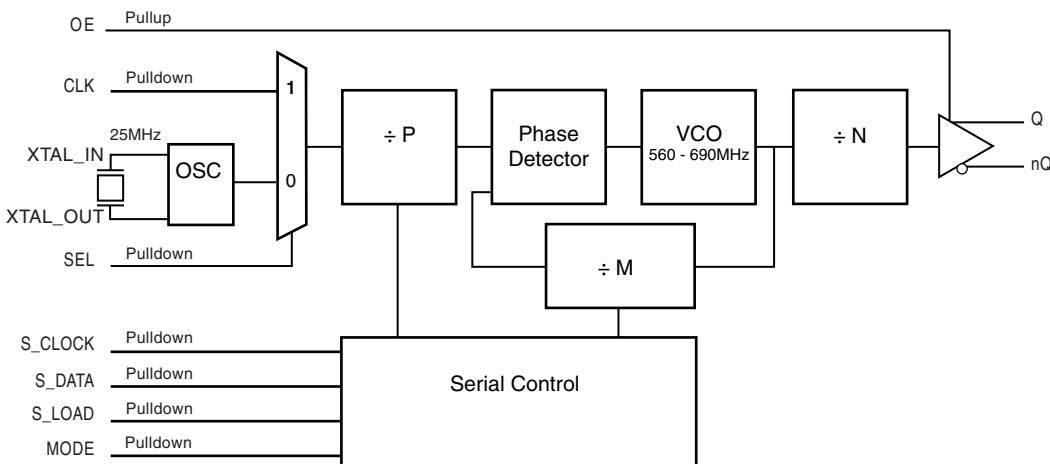 OE Pullup
CLK Pulldown
1
25MHz
XTAL_IN
OSC
0
XTAL_OUT
SEL Pulldown
÷ P
Phase
Detector
VCO
560 - 690MHz
÷ N
Q
nQ
÷ M
S_CLOCK Pulldown
S_DATA Pulldown
S_LOAD Pulldown
MODE Pulldown
Serial Control